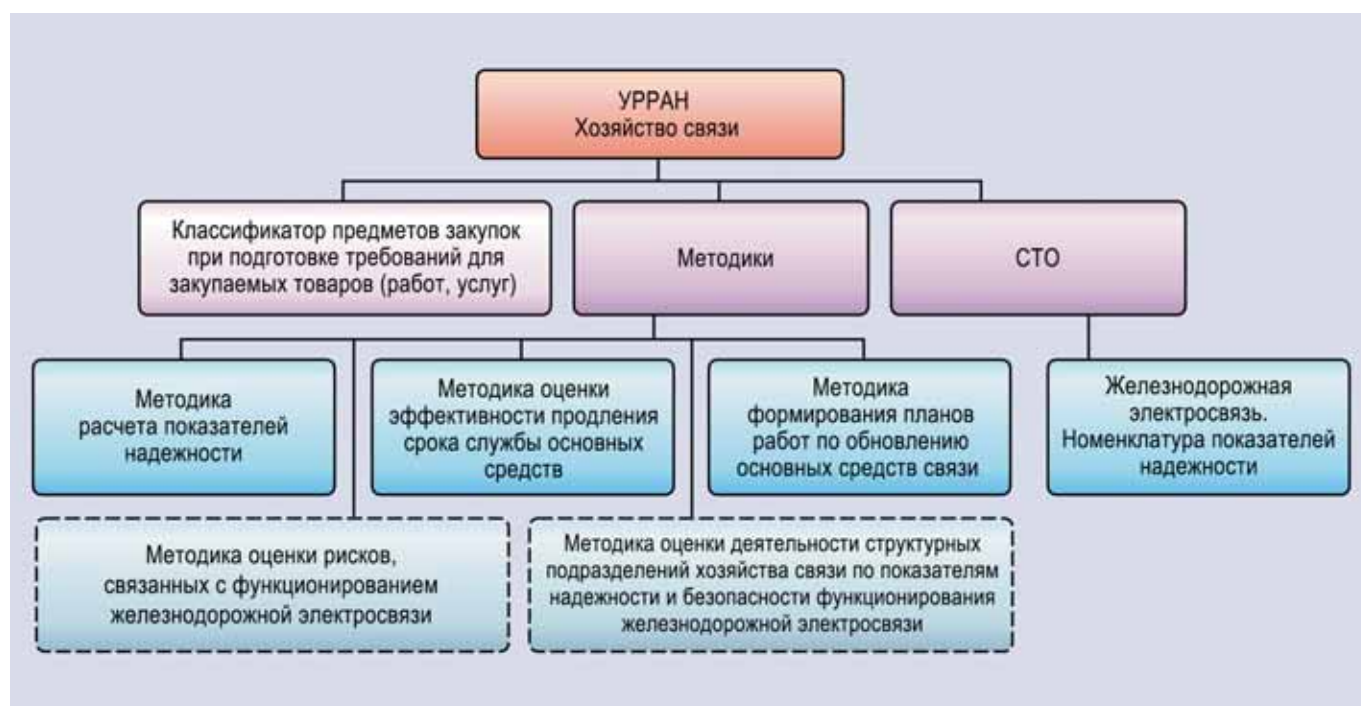 УРРАН
Хозяйство связи
Классификатор предметов закупок
при подготовке требований для
закупаемых товаров (работ, услуг)
Методики
СТО
Методика
расчета показателей
надежности
Методика оценки
эффективности продления
срока службы основных
средств
Методика
формирования планов
работ по обновлению
основных средств связи
Железнодорожная
электросвязь.
Номенклатура показателей
надежности
Методика оценки рисков,
связанных с функционированием
железнодорожной электросвязи
Методика оценки деятельности структурных
подразделений хозяйства связи по показателям
надежности и безопасности функционирования
железнодорожной электросвязи